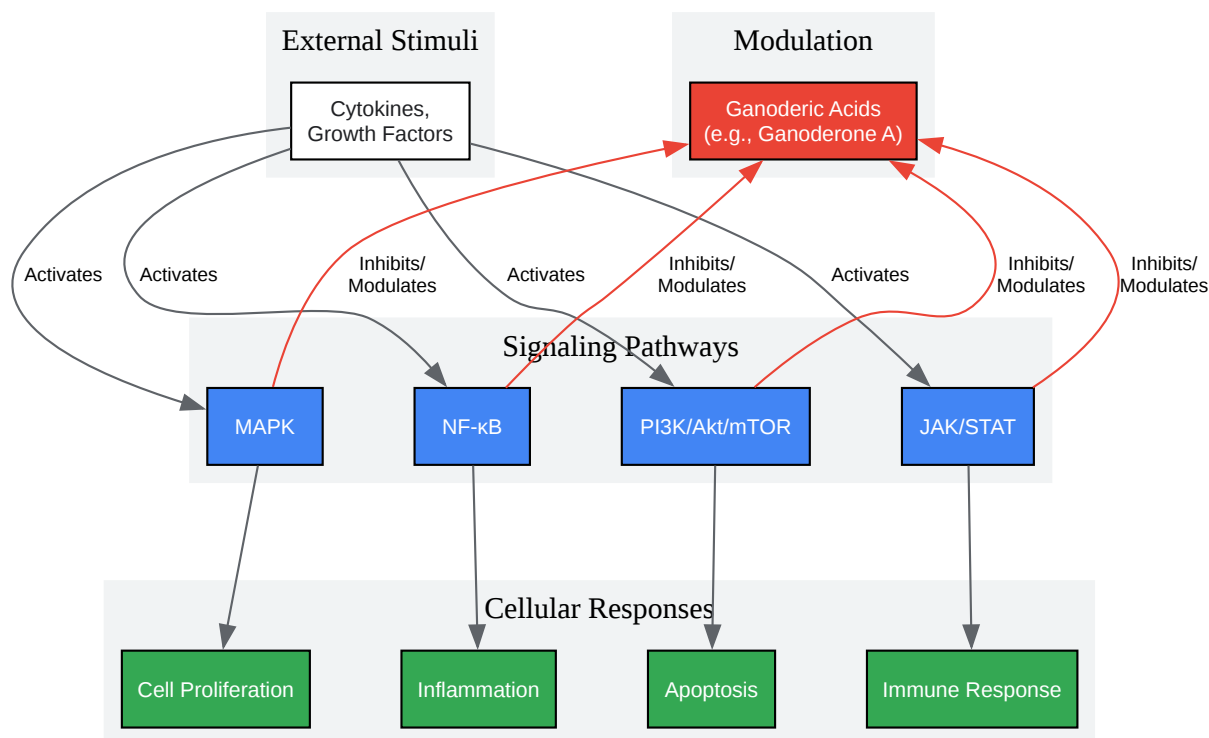 External Stimuli
Modulation
Cytokines,
Growth Factors
Ganoderic Acids
(e.g., Ganoderone A)
Activates
Activates
Inhibits/
Modulates
Activates
Inhibits/
Modulates
Activates
Inhibits/
Modulates
Inhibits/
Modulates
Signaling Pathways
MAPK
NF-κB
PI3K/Akt/mTOR
JAK/STAT
Cellular Responses
Cell Proliferation
Inflammation
Apoptosis
Immune Response